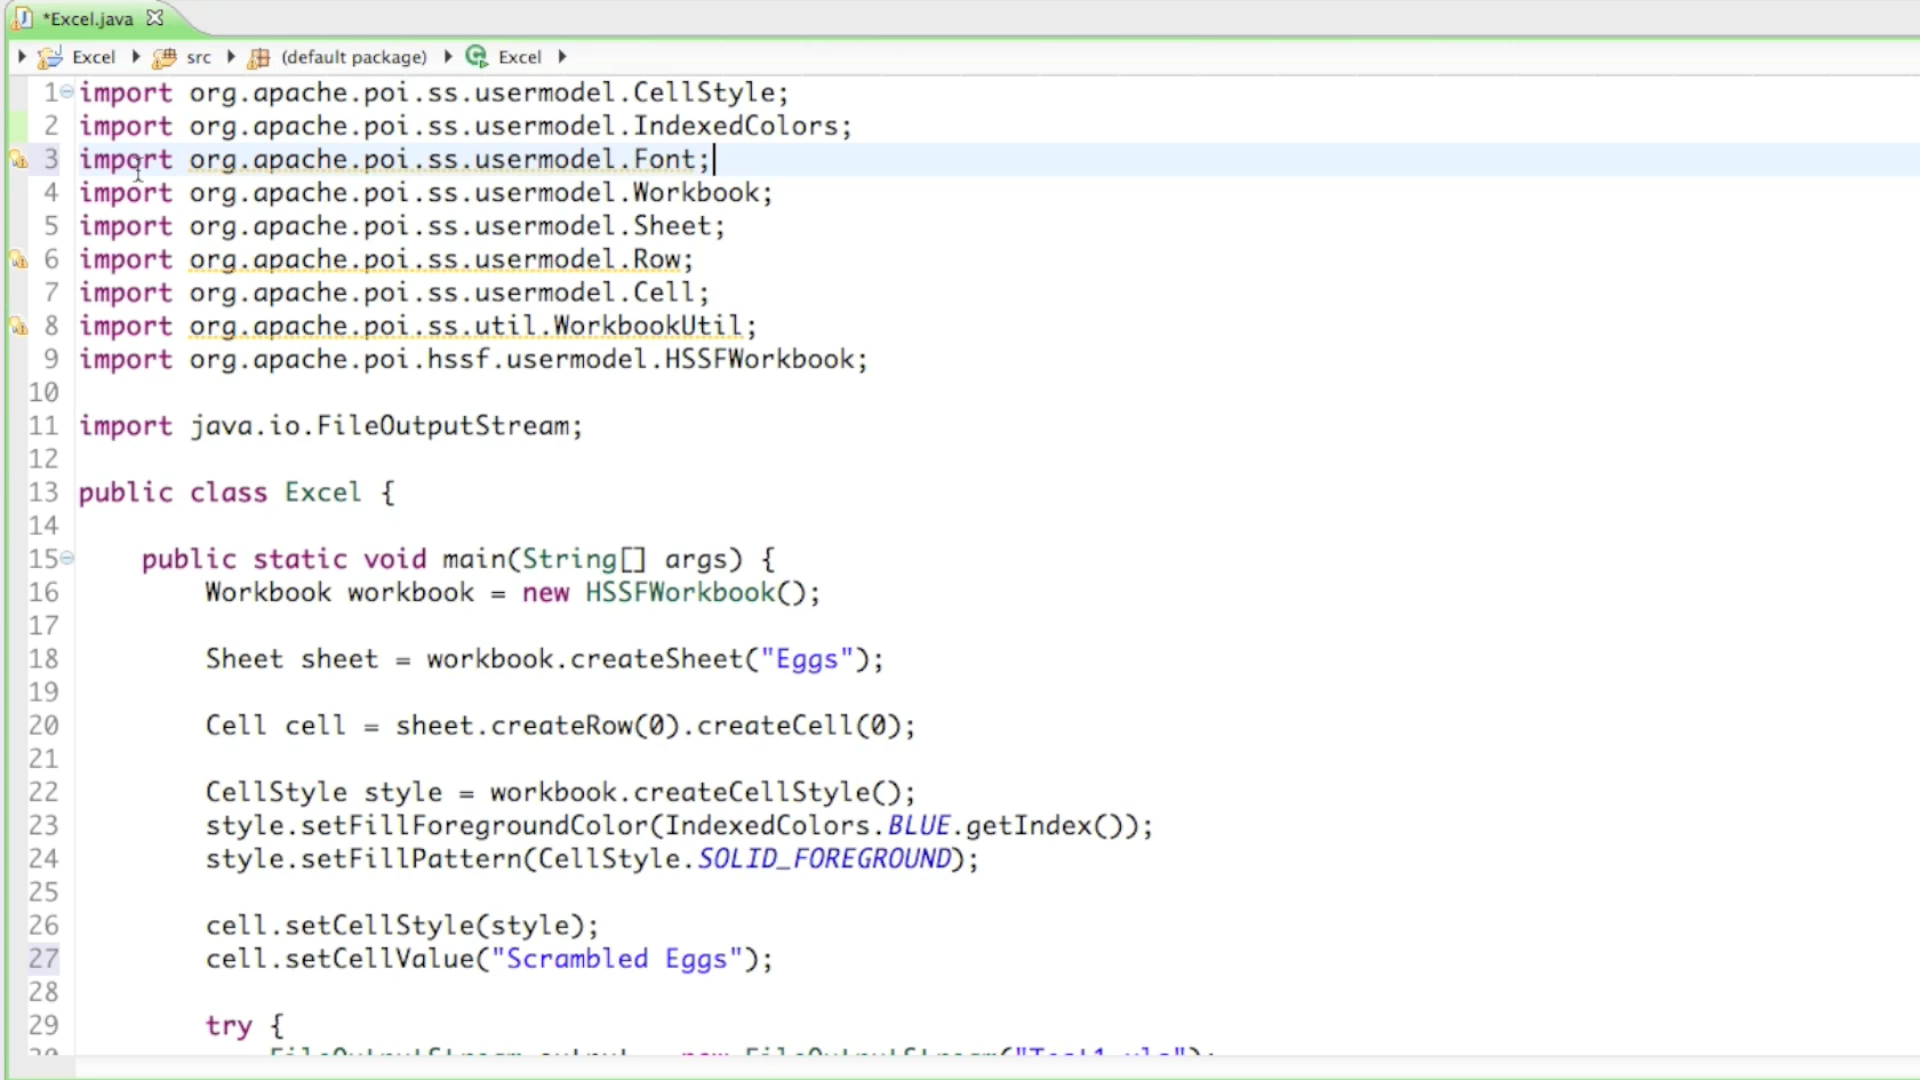 *Excel.java
Excel src (default package) Excel
1 import org.apache.poi.ss.usermodel.CellStyle;
2 import org.apache.poi.ss.usermodel.IndexedColors;
3 import org.apache.poi.ss.usermodel.Font;
4 import org.apache.poi.ss.usermodel.Workbook;
5 import org.apache.poi.ss.usermodel.Sheet;
6 import org.apache.poi.ss.usermodel.Row;
7 import org.apache.poi.ss.usermodel.Cell;
8 import org.apache.poi.ss.util.WorkbookUtil;
9 import org.apache.poi.hssf.usermodel.HSSFWorkbook;
10
11 import java.io.FileOutputStream;
12
13 public class Excel {
14
15 public static void main(String[] args) {
16 Workbook workbook = new HSSFWorkbook();
17
18 Sheet sheet = workbook.createSheet("Eggs");
19
20 Cell cell = sheet.createRow(0).createCell(0);
21
22 CellStyle style = workbook.createCellStyle();
23 style.setFillForegroundColor(IndexedColors.BLUE.getIndex());
24 style.setFillPattern(CellStyle.SOLID_FOREGROUND);
25
26 cell.setCellStyle(style);
27 cell.setCellValue("Scrambled Eggs");
28
29 try {
30 FileOutputStream output = new FileOutputStream("Test1.xls");